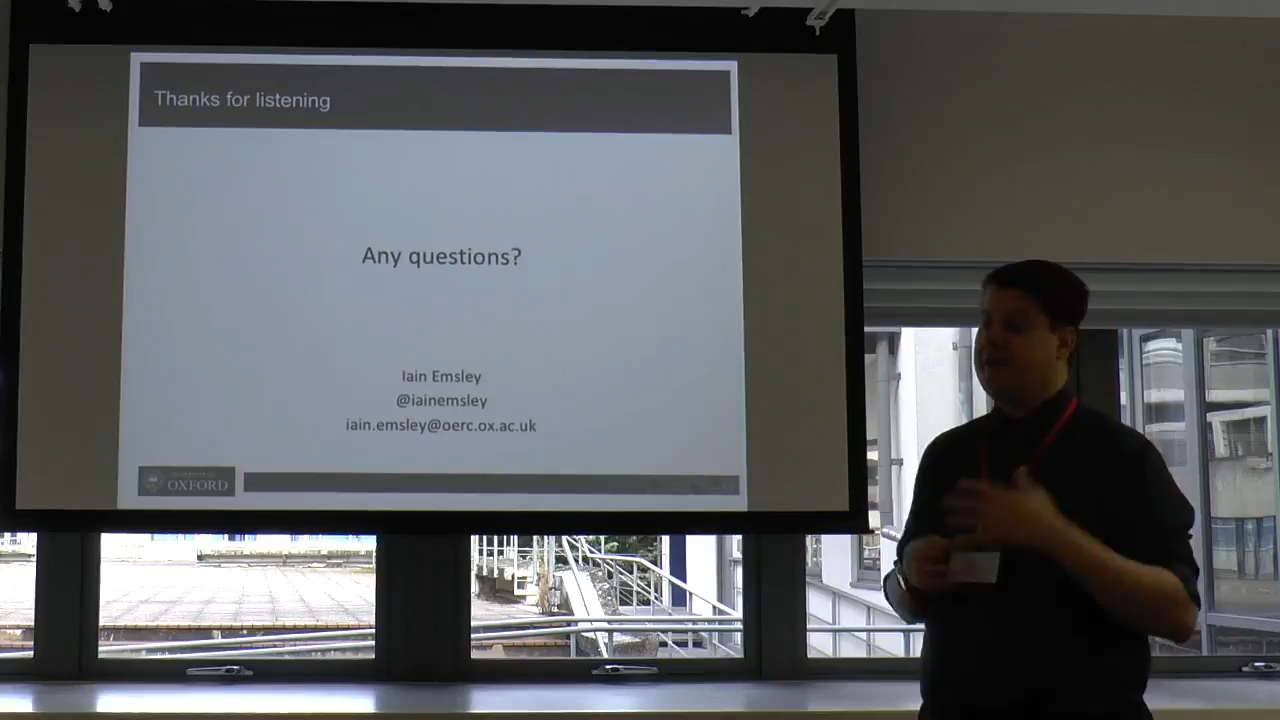 Thanks for listening
Any questions?
Iain Emsley
@iainemsley
iain.emsley@oerc.ox.ac.uk
OXFORD